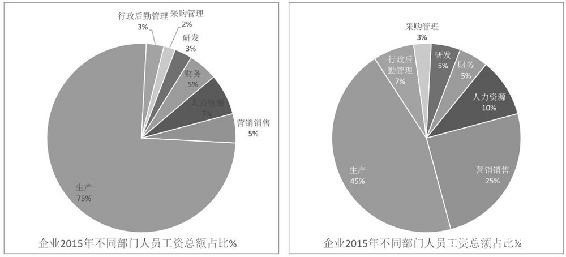 行政后勤管理
3%
采购管理
2%
研发
3%
财务
5%
人力资源
7%
营销销售
5%
生产
75%
企业2015年不同部门人员工资总额占比%
采购管理
3%
研发
5%
财务
5%
人力资源
10%
营销销售
25%
生产
45%
行政后
勤管理
7%
企业2015年不同部门人员工资总额占比%